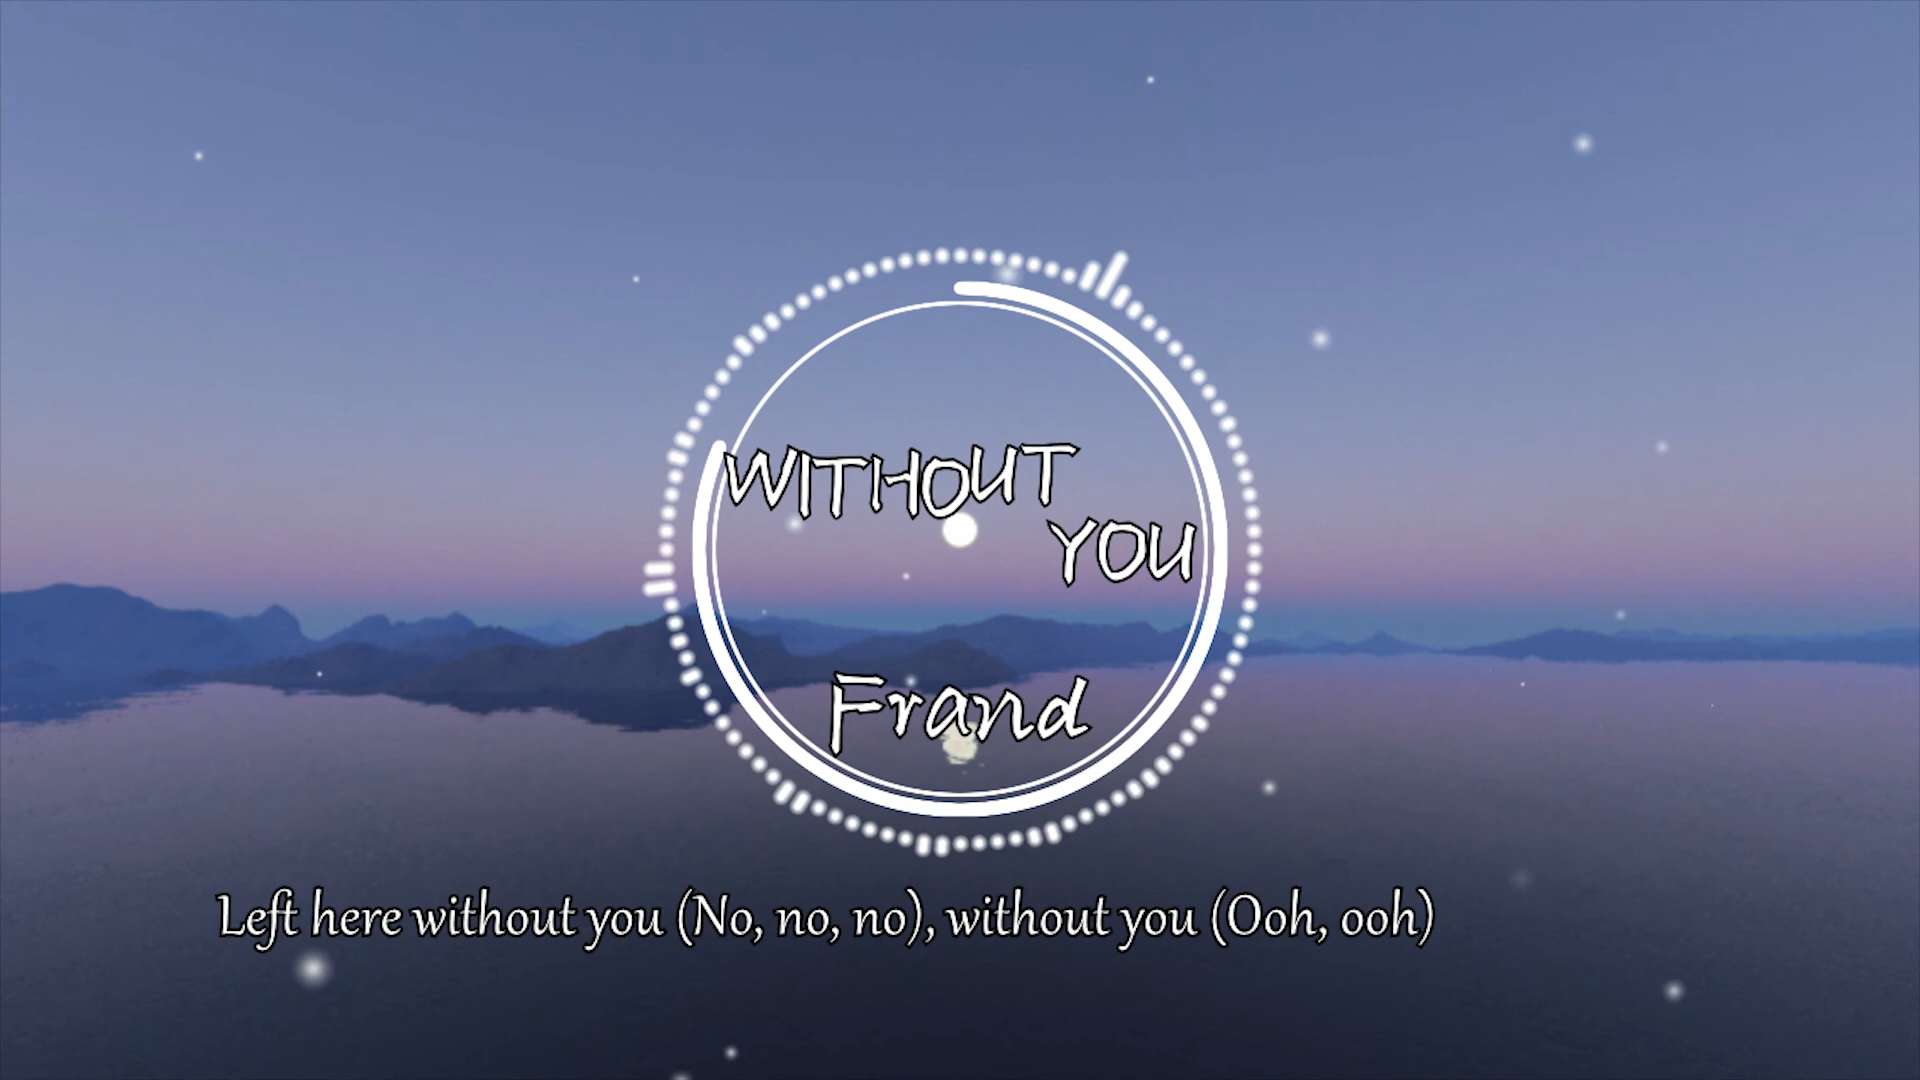 WITHOUT
YOU
Frand
Left here without you (No, no, no), without you (Ooh, ooh)